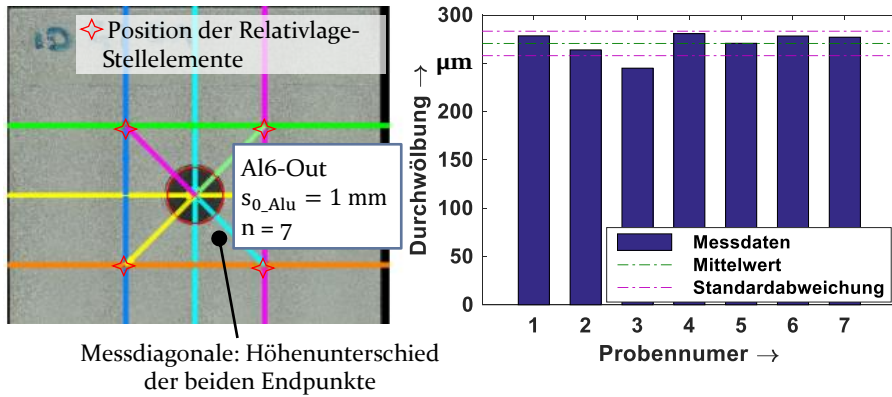 Position der Relativlage-
Stellelemente
Al6-Out
s₀_Alu = 1 mm
n = 7
Messdiagonale: Höhenunterschied
der beiden Endpunkte
300
250
200
150
100
50
0
µm
Durchwölbung →
Messdaten
Mittelwert
Standardabweichung
1 2 3 4 5 6 7
Probennumer →